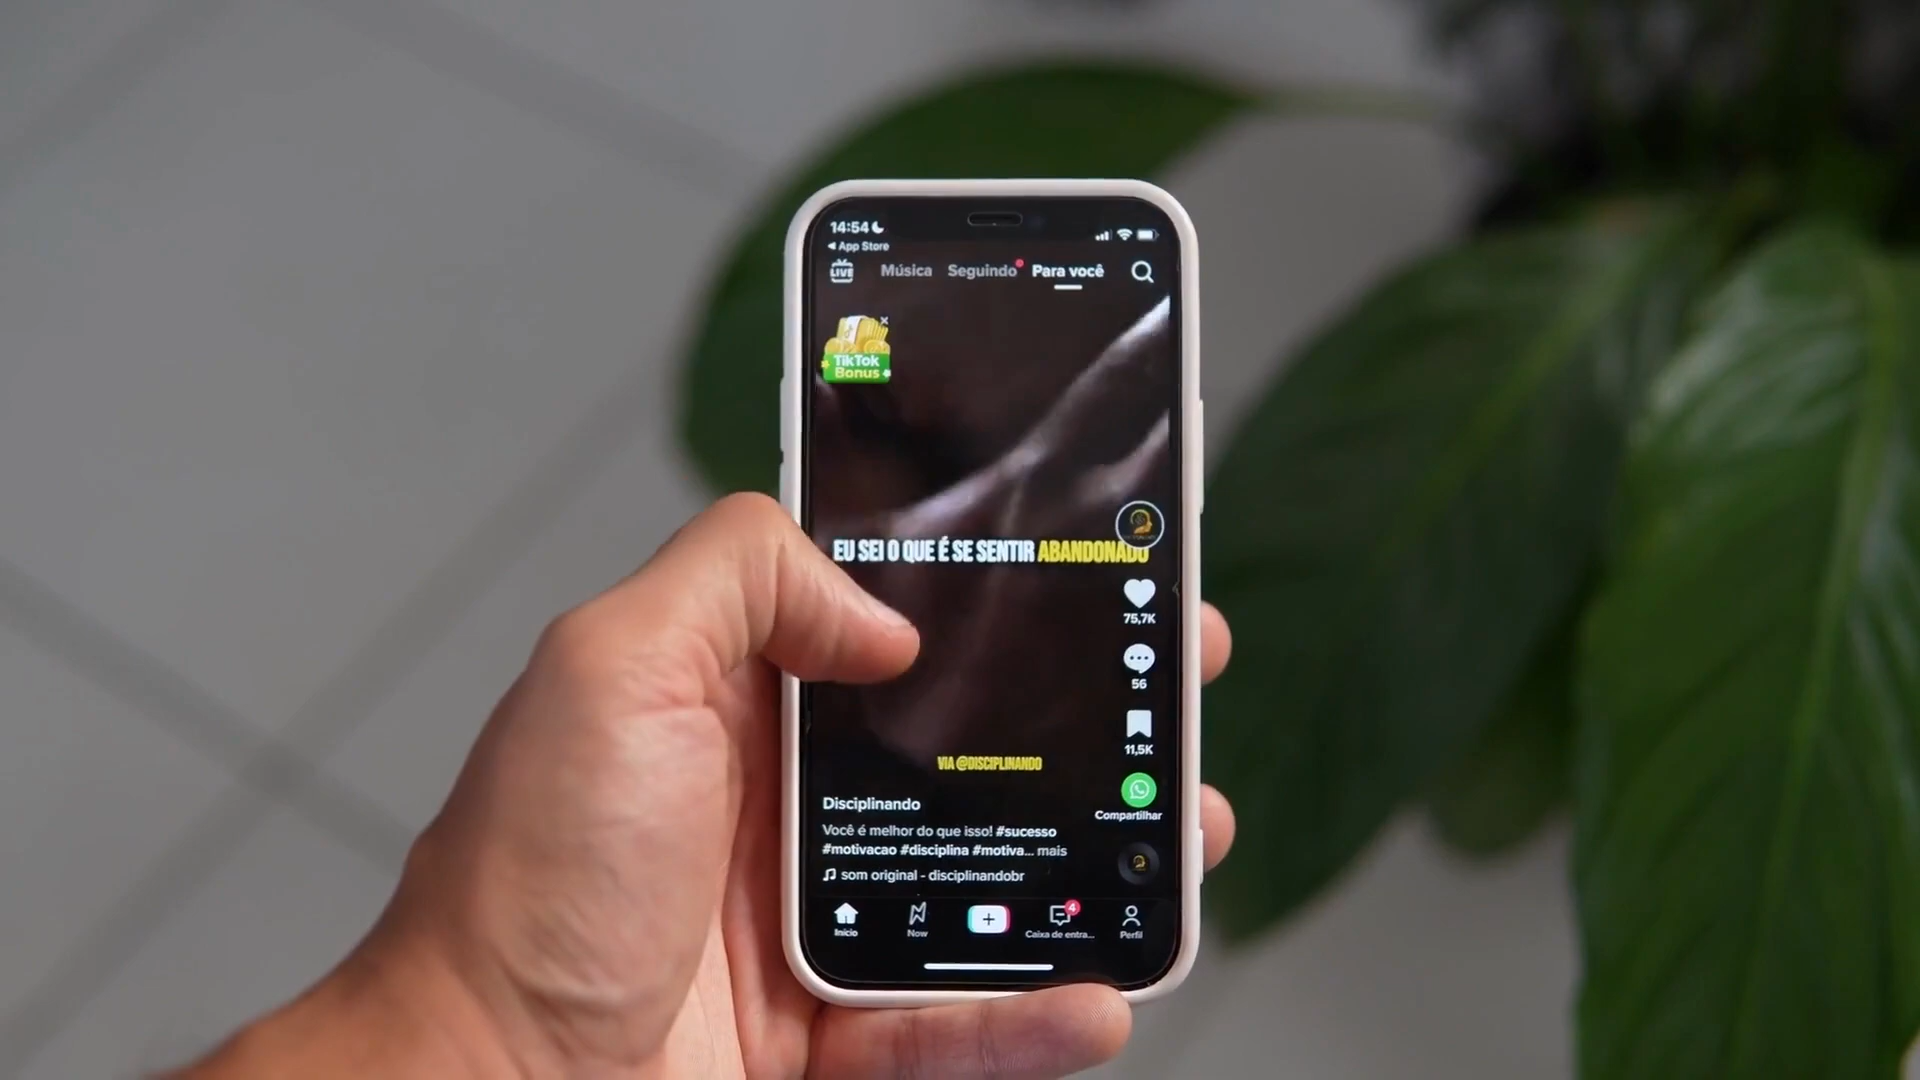 14:54
◀ App Store
LIVE
Música Seguindo Para você
TikTok
Bonus
EU SEI O QUE É SE SENTIR ABANDONADO
75,7K
56
11,5K
VIA @DISCIPLINANDO
Compartilhar
Disciplinando
Você é melhor do que isso! #sucesso
#motivacao #disciplina #motiva... mais
som original - disciplinandobr
4
Início Now Caixa de entra... Perfil